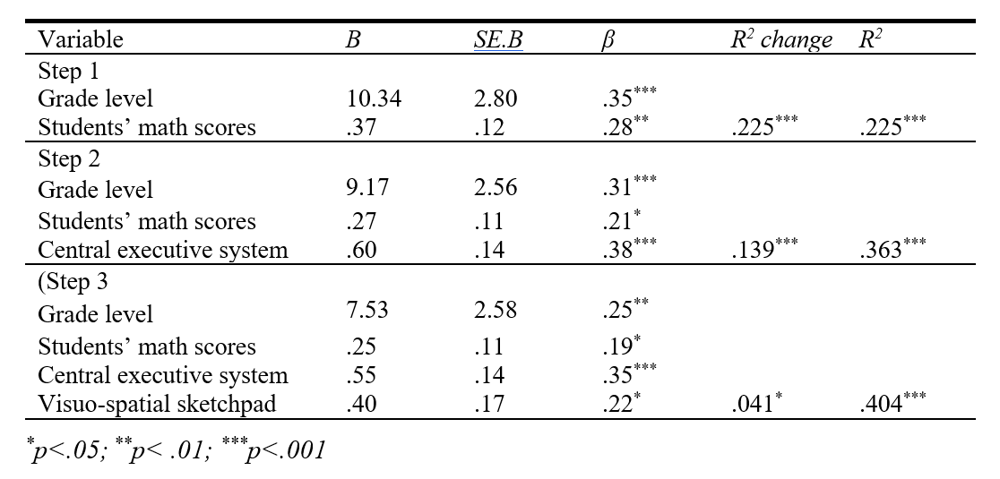 Variable B SE.B β R² change R²
Step 1
Grade level 10.34 2.80 .35***
Students’ math scores .37 .12 .28** .225*** .225***
Step 2
Grade level 9.17 2.56 .31***
Students’ math scores .27 .11 .21*
Central executive system .60 .14 .38*** .139*** .363***
(Step 3
Grade level 7.53 2.58 .25**
Students’ math scores .25 .11 .19*
Central executive system .55 .14 .35***
Visuo-spatial sketchpad .40 .17 .22* .041* .404***
*p<.05; **p< .01; ***p<.001